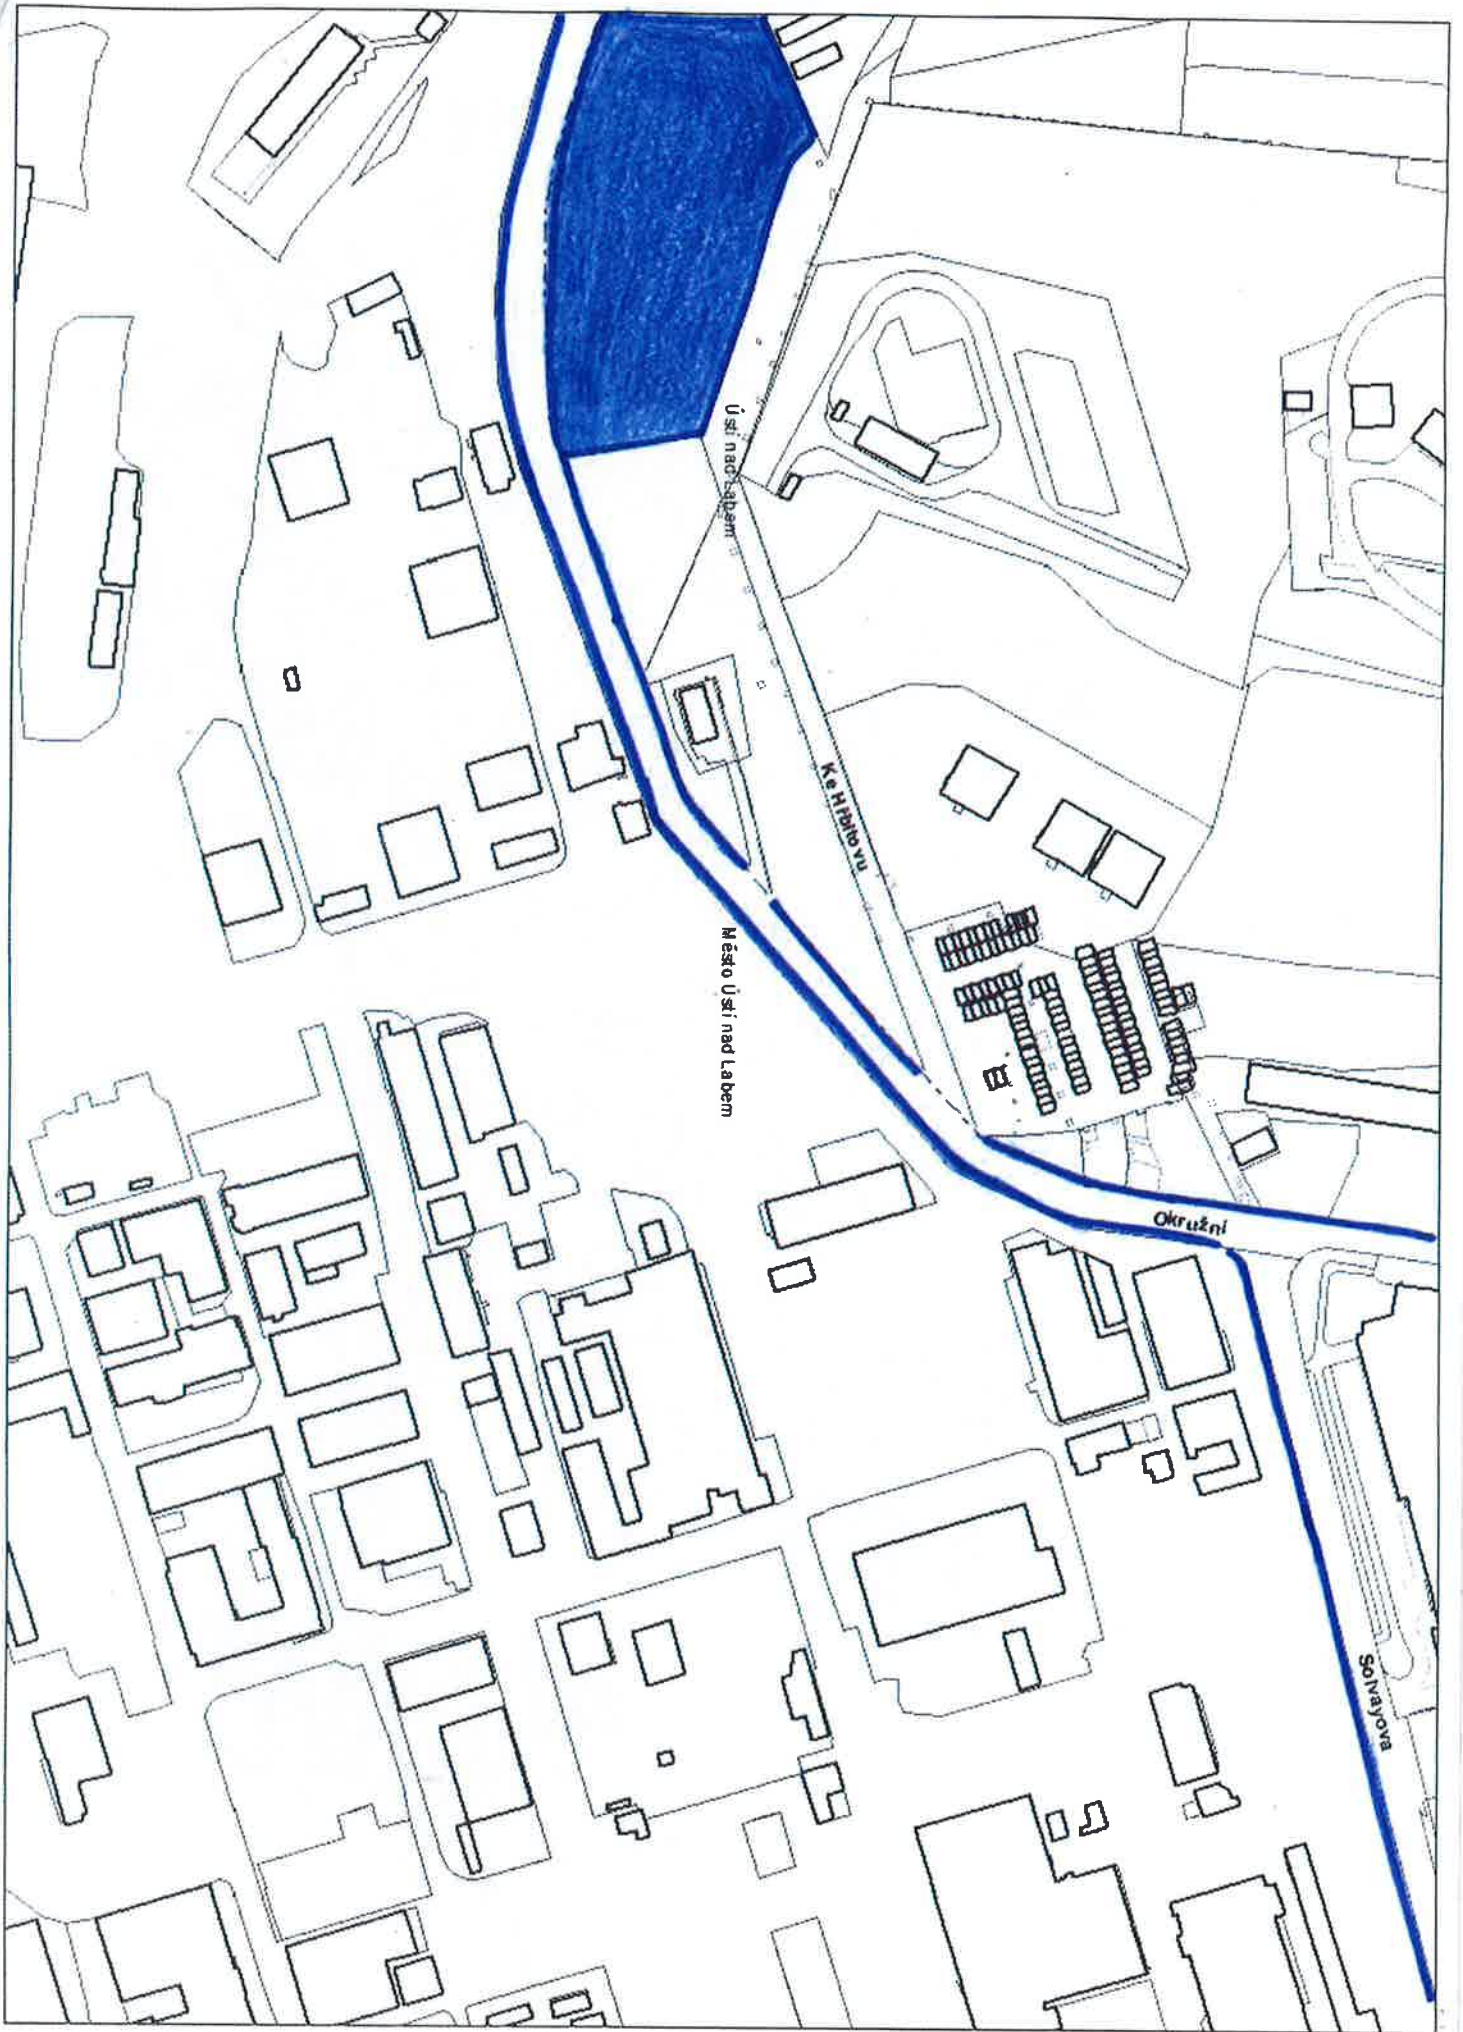 Ústí nad Labem
Ke Hřbitovu
Město Ústí nad Labem
Okružní
Solvayova